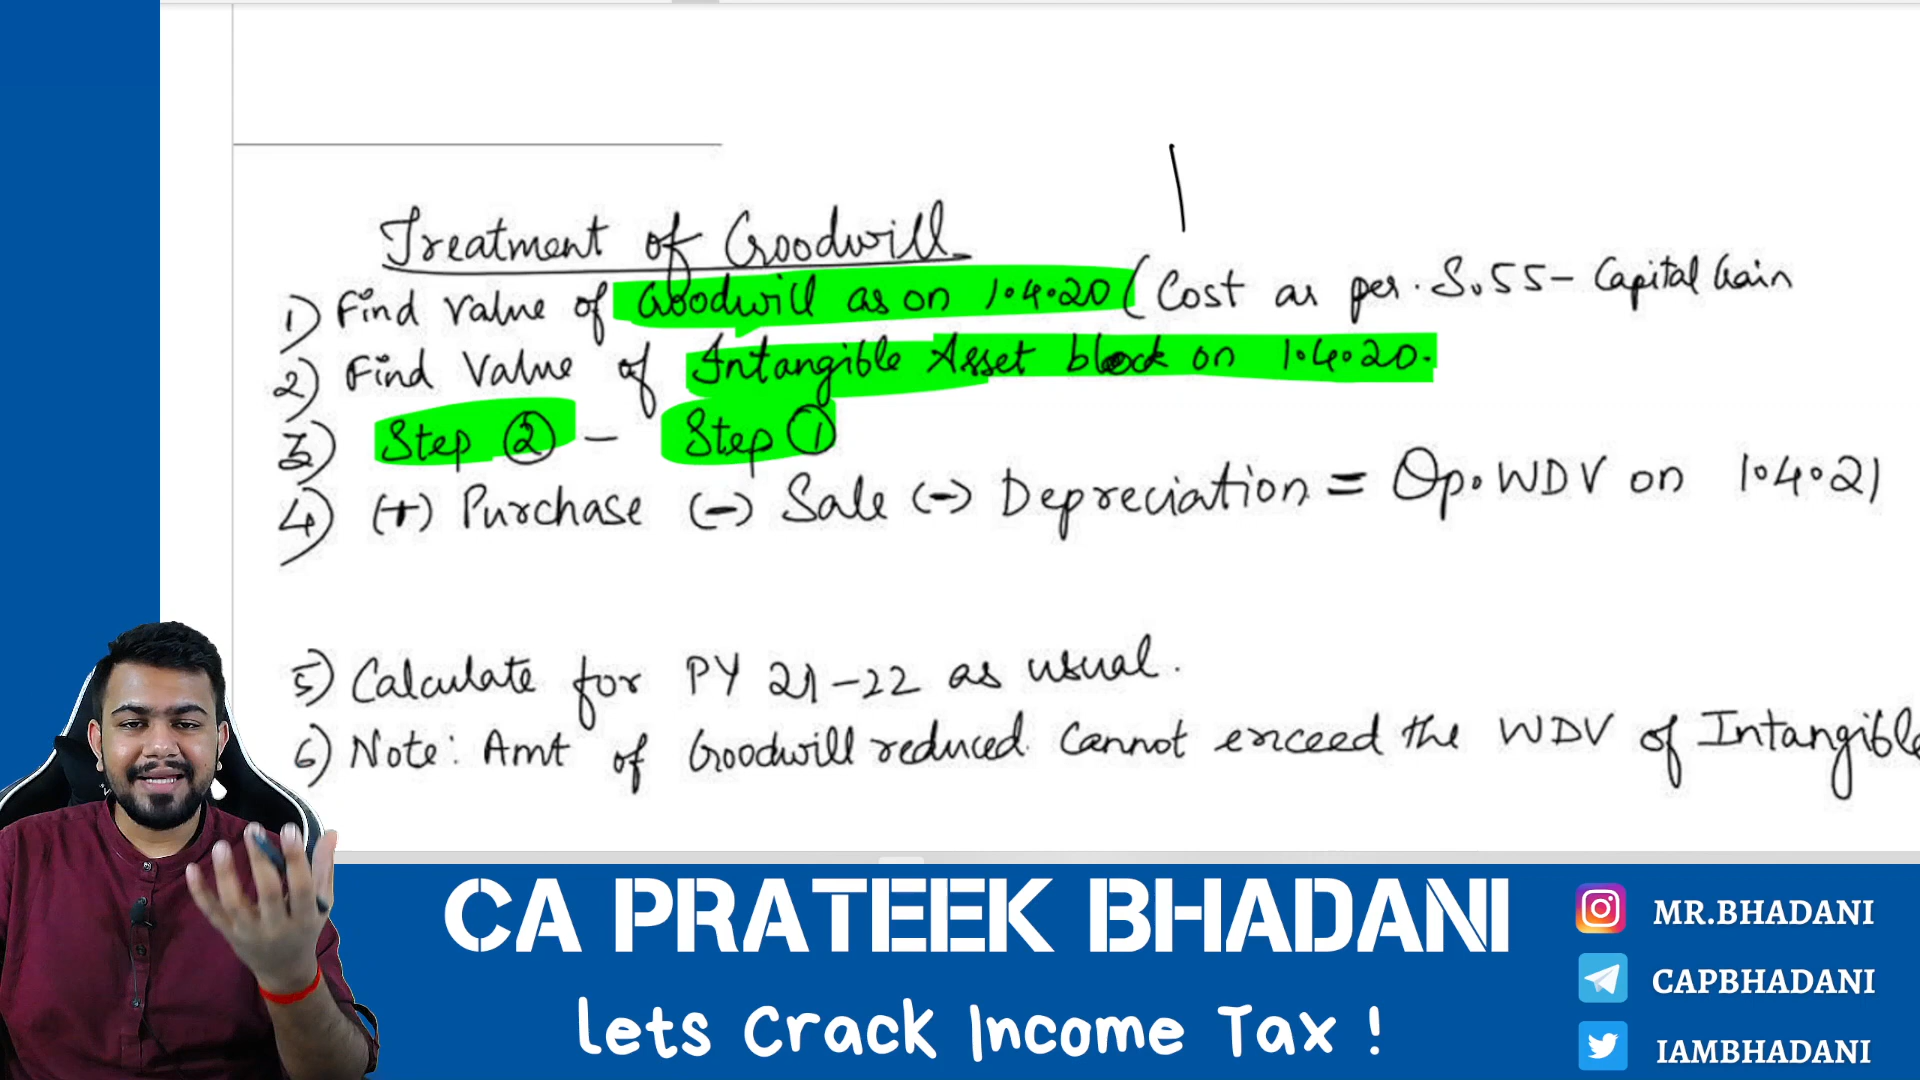 Treatment of Goodwill
1) Find Value of Goodwill as on 1.4.20 (Cost as per S.55 - Capital Gain
2) Find Value of Intangible Asset block on 1.4.20.
3) Step ② - Step ①
4) (+) Purchase (-) Sale (-) Depreciation = Op. WDV on 1.4.21
5) Calculate for PY 21-22 as usual.
6) Note: Amt of Goodwill reduced cannot exceed the WDV of Intangible
CA PRATEEK BHADANI
Lets Crack Income Tax !
MR.BHADANI
CAPBHADANI
IAMBHADANI